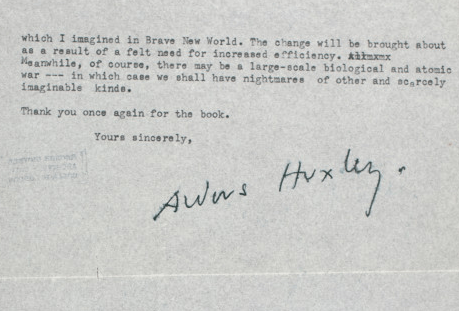 which I imagined in Brave New World. The change will be brought about
as a result of a felt need for increased efficiency.
Meanwhile, of course, there may be a large-scale biological and atomic
war --- in which case we shall have nightmares of other and scarcely
imaginable kinds.
Thank you once again for the book.
Yours sincerely,
Aldous Huxley.